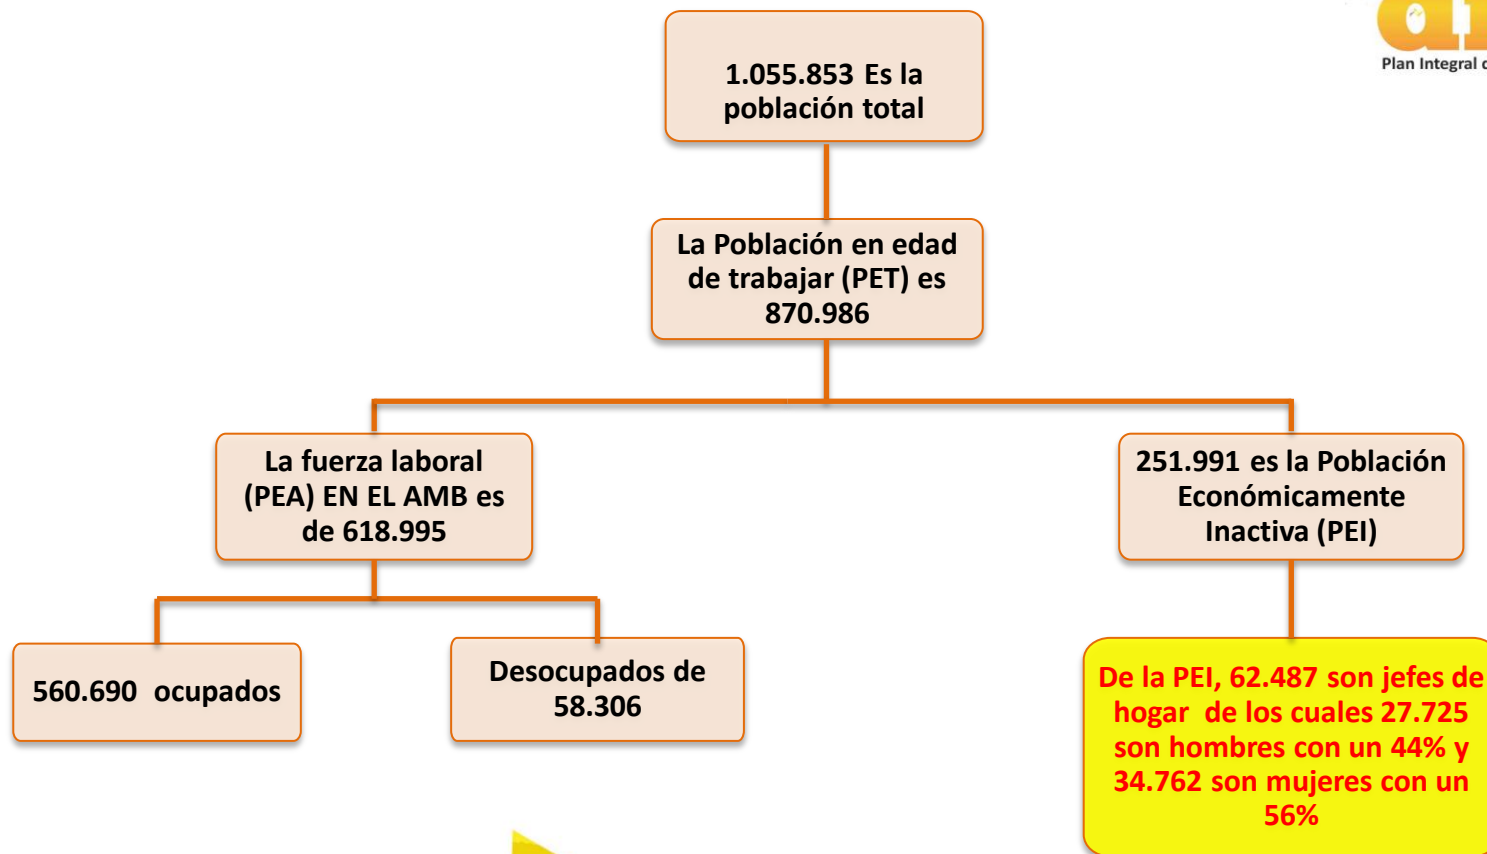 1.055.853 Es la
población total
Plan Integral
La Población en edad
de trabajar (PET) es
870.986
La fuerza laboral
(PEA) EN EL AMB es
de 618.995
251.991 es la Población
Económicamente
Inactiva (PEI)
560.690 ocupados
Desocupados de
58.306
De la PEI, 62.487 son jefes de
hogar de los cuales 27.725
son hombres con un 44% y
34.762 son mujeres con un
56%